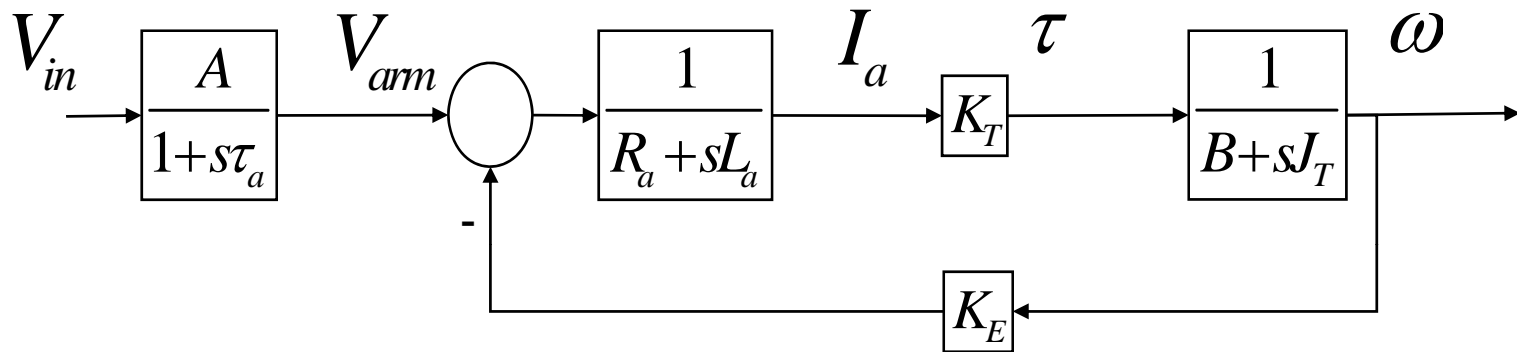 V_in
A
1+sτ_a
V_arm
-
1
R_a+sL_a
I_a
K_T
τ
1
B+sJ_T
ω
K_E